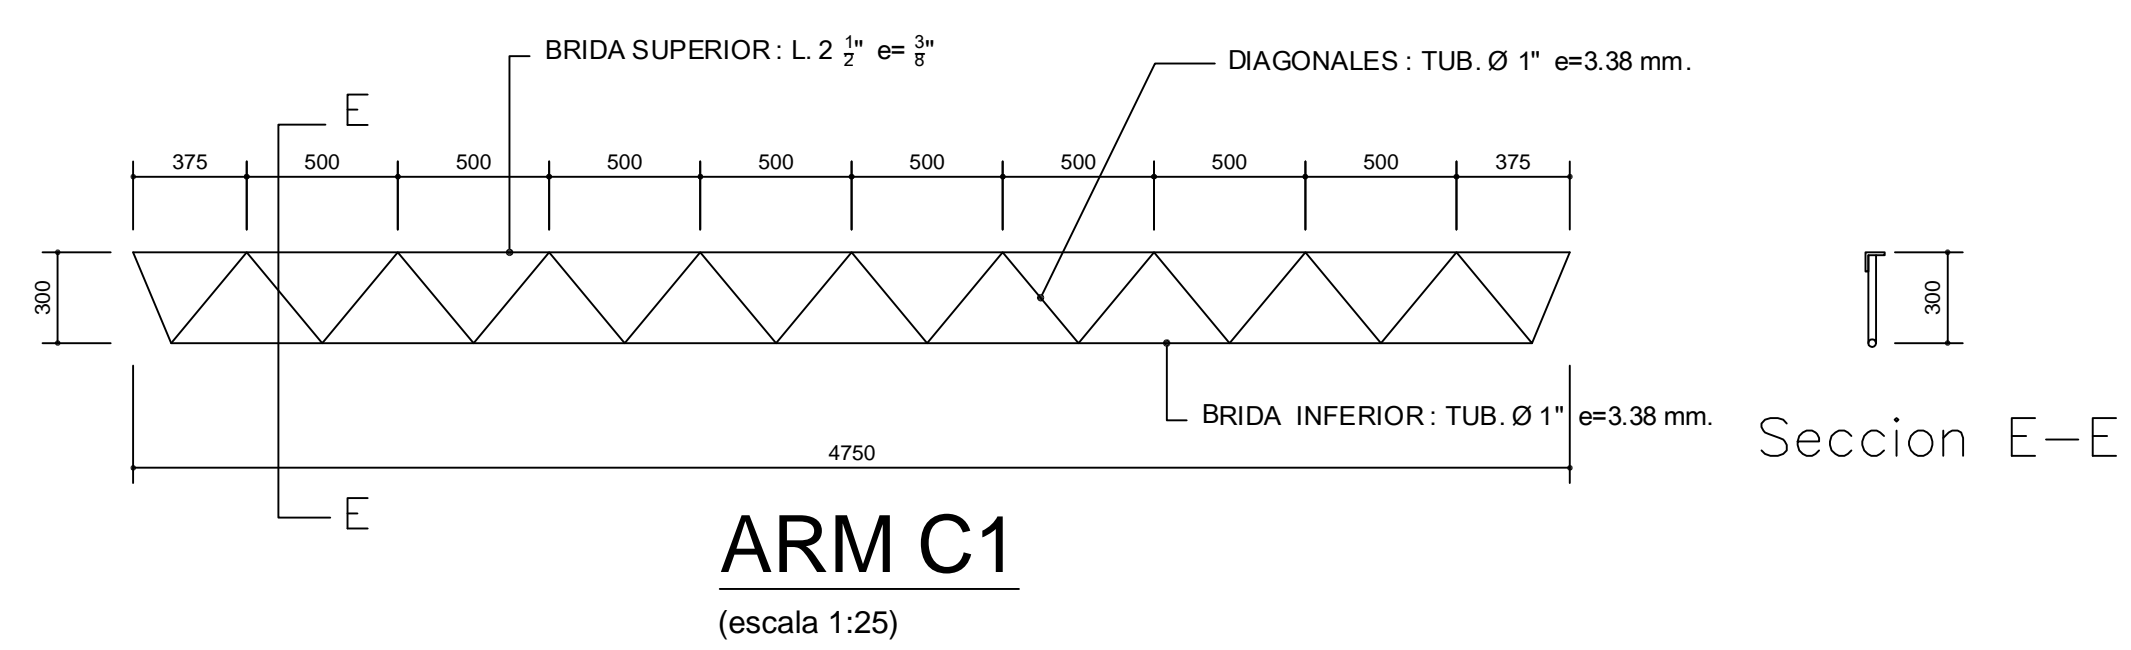 BRIDA SUPERIOR : L. 2 1/2" e= 3/8"
DIAGONALES : TUB. Ø 1" e=3.38 mm.
E
375 500 500 500 500 500 500 500 500 375
300
300
BRIDA INFERIOR : TUB. Ø 1" e=3.38 mm.
Seccion E-E
4750
E
ARM C1
(escala 1:25)